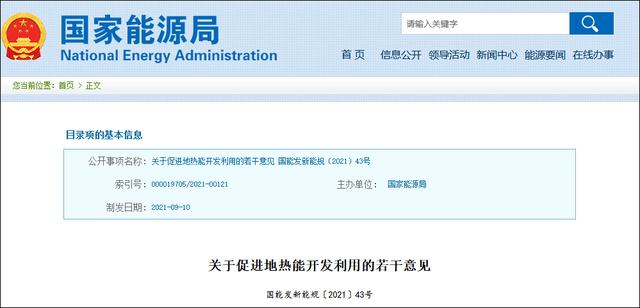 国家能源局
National Energy Administration
请输入关键字
首 页 信息公开 领导活动 新闻中心 能源要闻 在线办事
您当前位置：首页 > 正文
目录项的基本信息
公开事项名称： 关于促进地热能开发利用的若干意见 国能发新能规〔2021〕43号
索引号： 000019705/2021-00121 主办单位： 国家能源局
制发日期： 2021-09-10
关于促进地热能开发利用的若干意见
国能发新能规〔2021〕43号